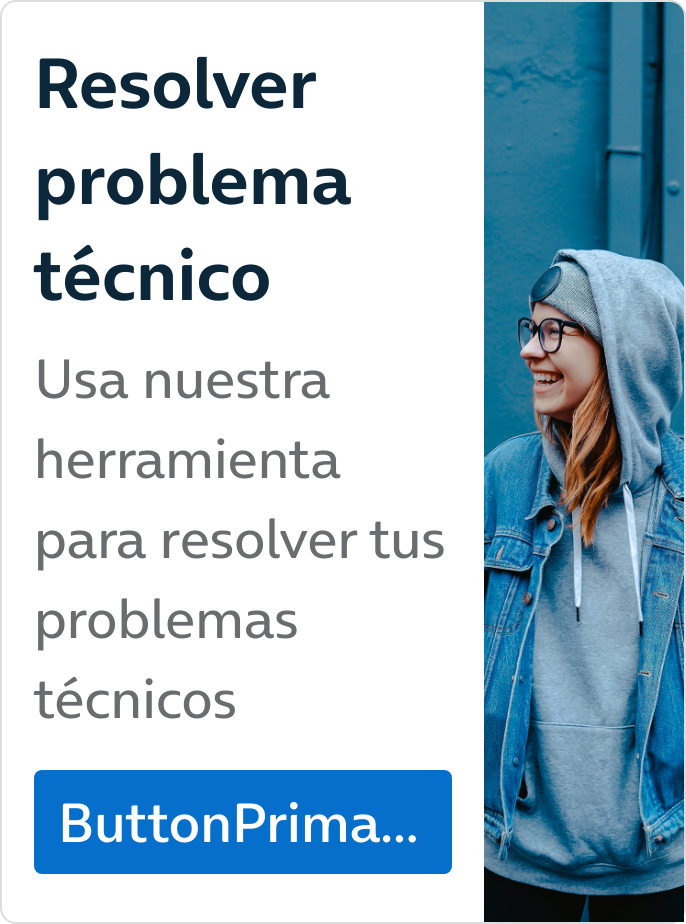 Resolver
problema
técnico
Usa nuestra
herramienta
para resolver tus
problemas
técnicos
ButtonPrima...